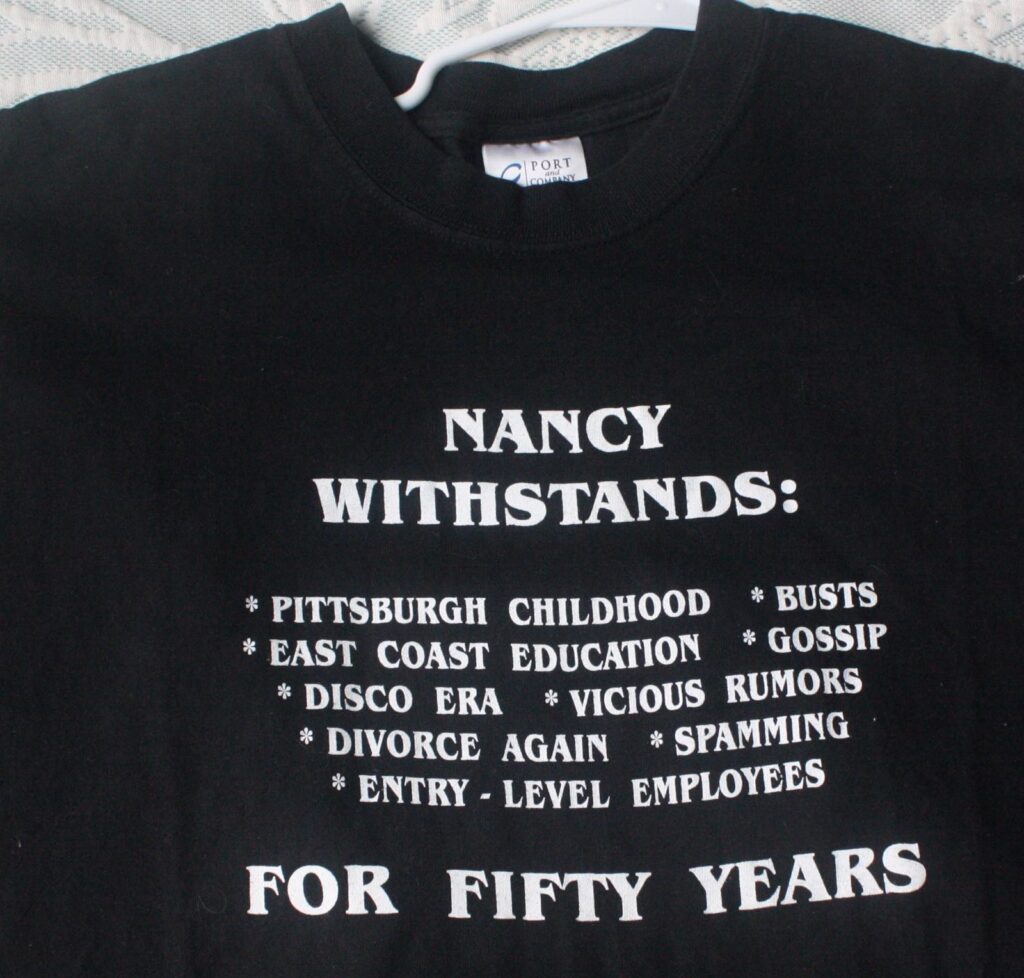 PORT
and
COMPANY
NANCY
WITHSTANDS:
* PITTSBURGH CHILDHOOD * BUSTS
* EAST COAST EDUCATION * GOSSIP
* DISCO ERA * VICIOUS RUMORS
* DIVORCE AGAIN * SPAMMING
* ENTRY - LEVEL EMPLOYEES
FOR FIFTY YEARS